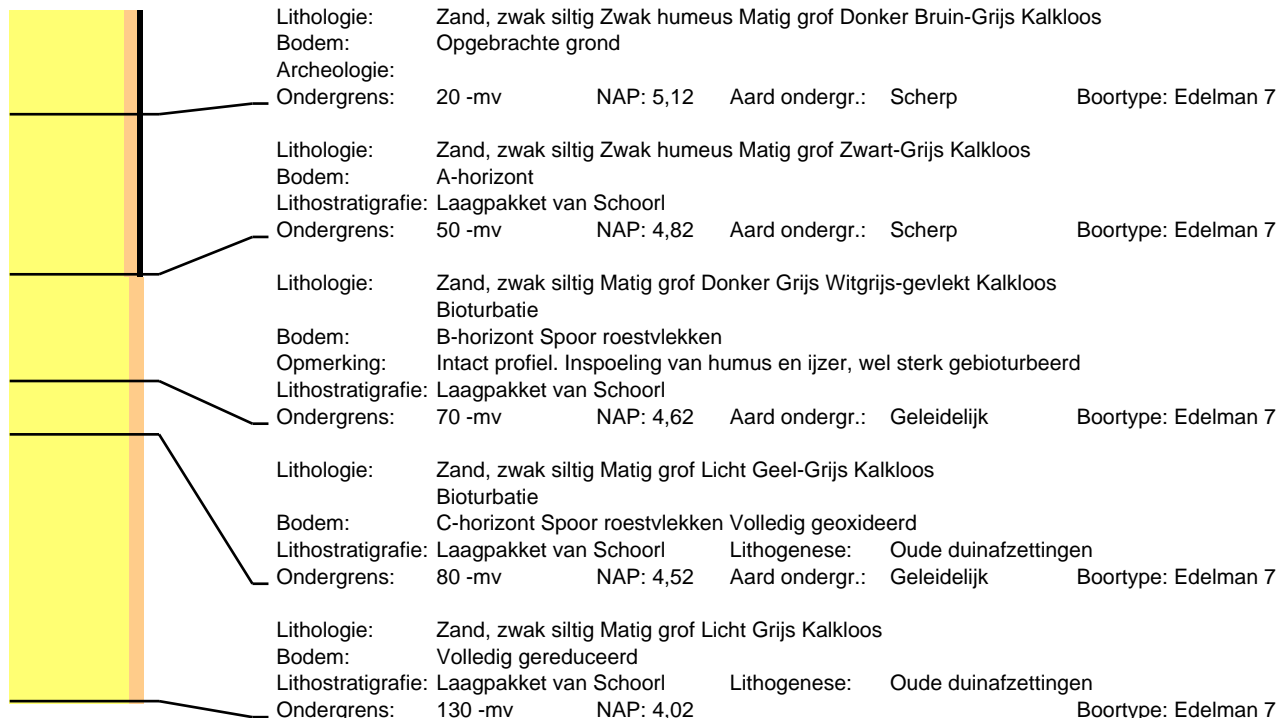 Lithologie: Zand, zwak siltig Zwak humeus Matig grof Donker Bruin-Grijs Kalkloos
Bodem: Opgebrachte grond
Archeologie:
Ondergrens: 20 -mv NAP: 5,12 Aard ondergr.: Scherp Boortype: Edelman 7
Lithologie: Zand, zwak siltig Zwak humeus Matig grof Zwart-Grijs Kalkloos
Bodem: A-horizont
Lithostratigrafie: Laagpakket van Schoorl
Ondergrens: 50 -mv NAP: 4,82 Aard ondergr.: Scherp Boortype: Edelman 7
Lithologie: Zand, zwak siltig Matig grof Donker Grijs Witgrijs-gevlekt Kalkloos
Bioturbatie
Bodem: B-horizont Spoor roestvlekken
Opmerking: Intact profiel. Inspoeling van humus en ijzer, wel sterk gebioturbeerd
Lithostratigrafie: Laagpakket van Schoorl
Ondergrens: 70 -mv NAP: 4,62 Aard ondergr.: Geleidelijk Boortype: Edelman 7
Lithologie: Zand, zwak siltig Matig grof Licht Geel-Grijs Kalkloos
Bioturbatie
Bodem: C-horizont Spoor roestvlekken Volledig geoxideerd
Lithostratigrafie: Laagpakket van Schoorl Lithogenese: Oude duinafzettingen
Ondergrens: 80 -mv NAP: 4,52 Aard ondergr.: Geleidelijk Boortype: Edelman 7
Lithologie: Zand, zwak siltig Matig grof Licht Grijs Kalkloos
Bodem: Volledig gereduceerd
Lithostratigrafie: Laagpakket van Schoorl Lithogenese: Oude duinafzettingen
Ondergrens: 130 -mv NAP: 4,02 Boortype: Edelman 7